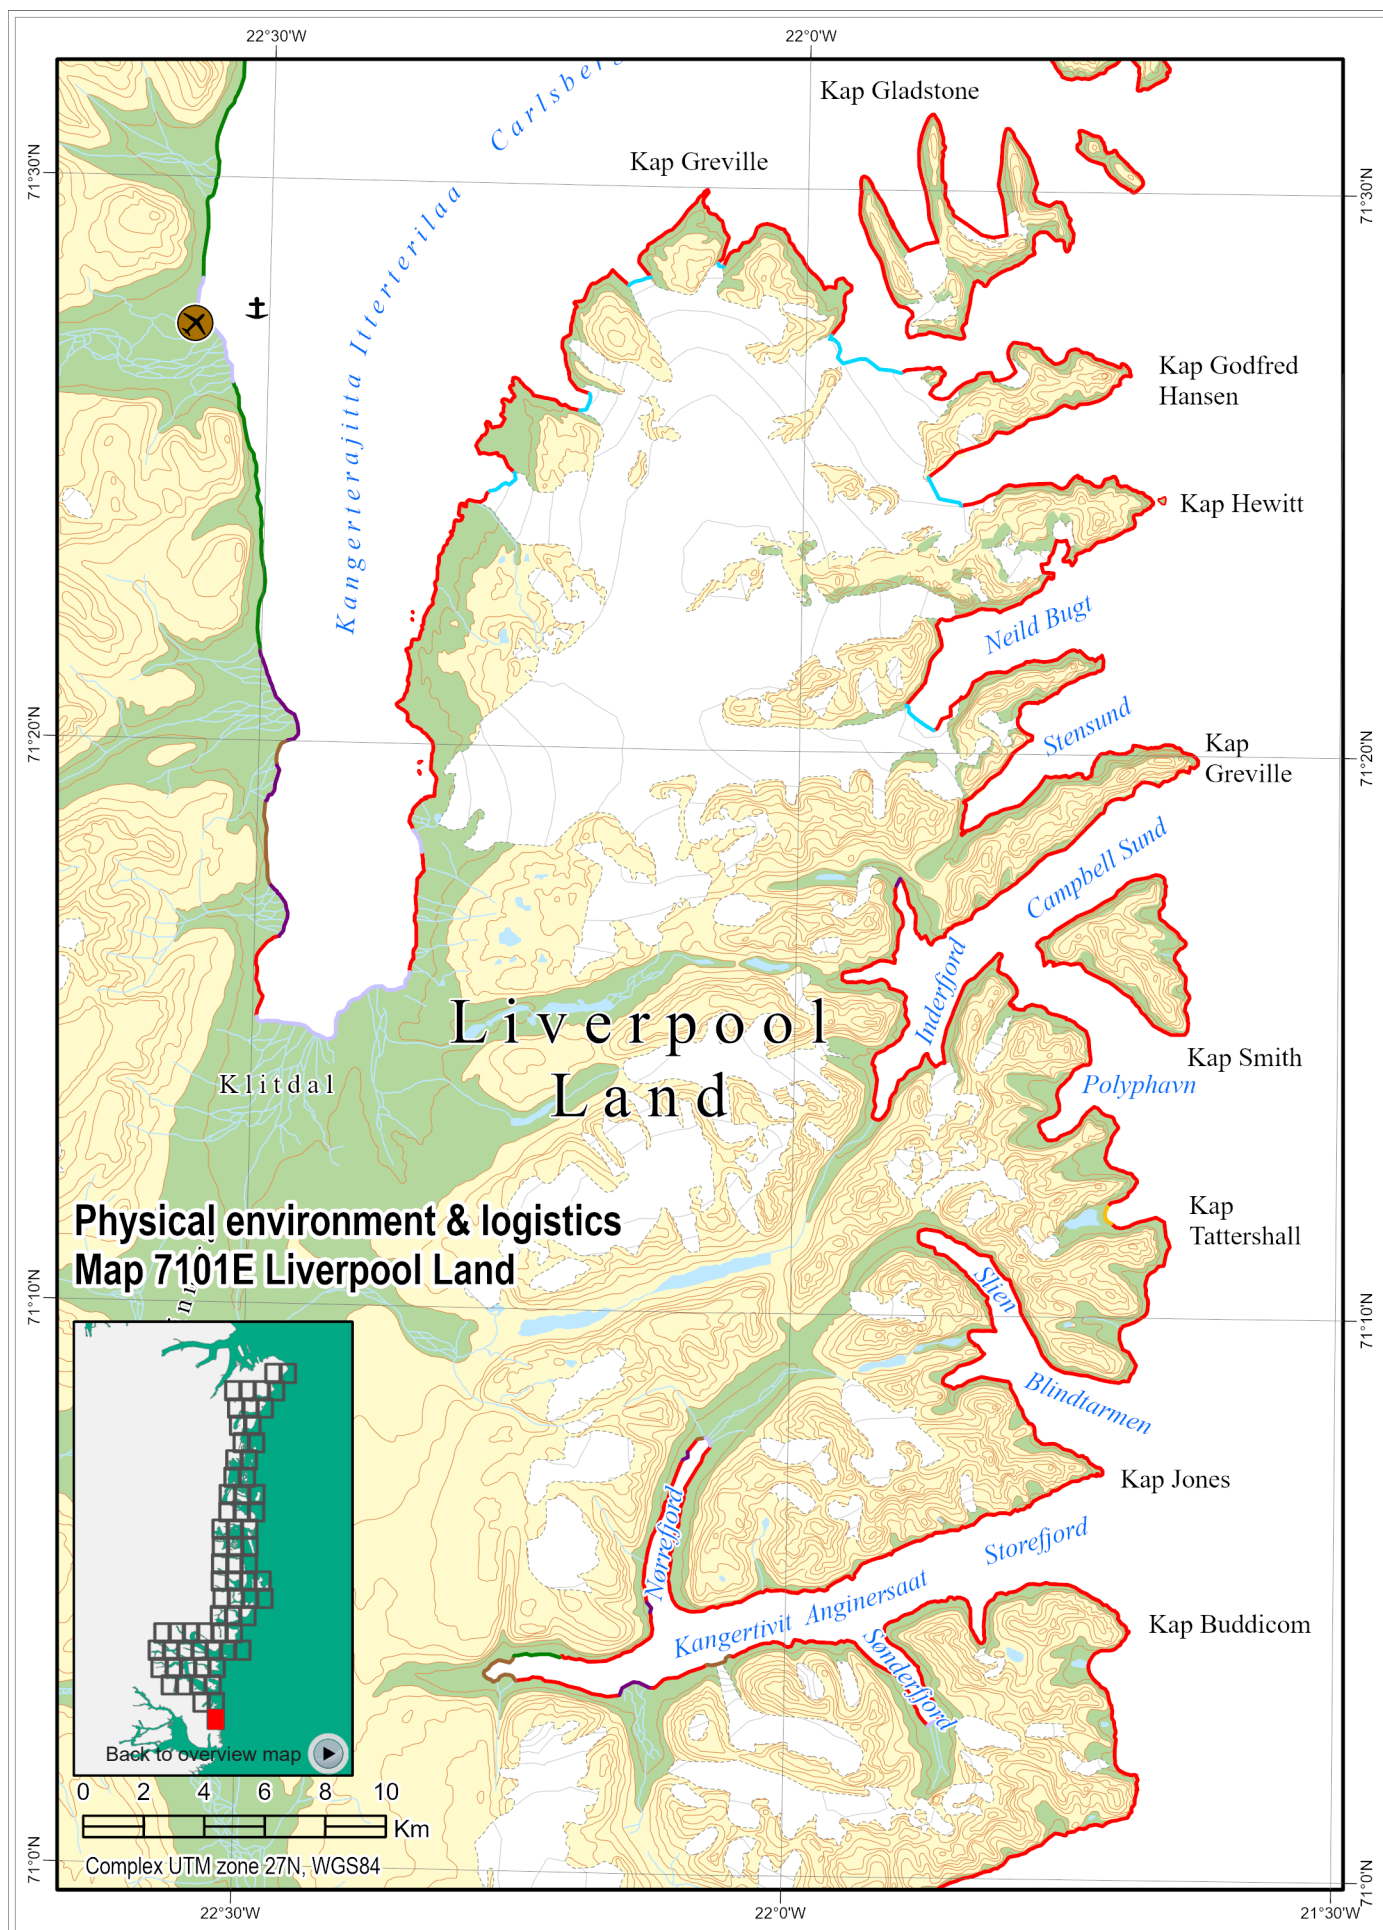 22°30'W
22°0'W
Kap Gladstone
Carlsberg
Kap Greville
71°30'N
71°30'N
Kangerterajitta Itterterilaa
Kap Godfred
Hansen
Kap Hewitt
Neild Bugt
Stensund
71°20'N
71°20'N
Kap
Greville
Campbell Sund
Inderfjord
Liverpool
Land
Kap Smith
Klitdal
Polyphavn
Kap
Tattershall
Physical environment & logistics
Map 7101E Liverpool Land
Slien
71°10'N
71°10'N
Blindtarmen
Kap Jones
Nørrefjord
Storefjord
Kangertivit Anginersaat
Kap Buddicom
Sønderfjord
Back to overview map
0 2 4 6 8 10
Km
Complex UTM zone 27N, WGS84
71°0'N
71°0'N
22°30'W
22°0'W
21°30'W